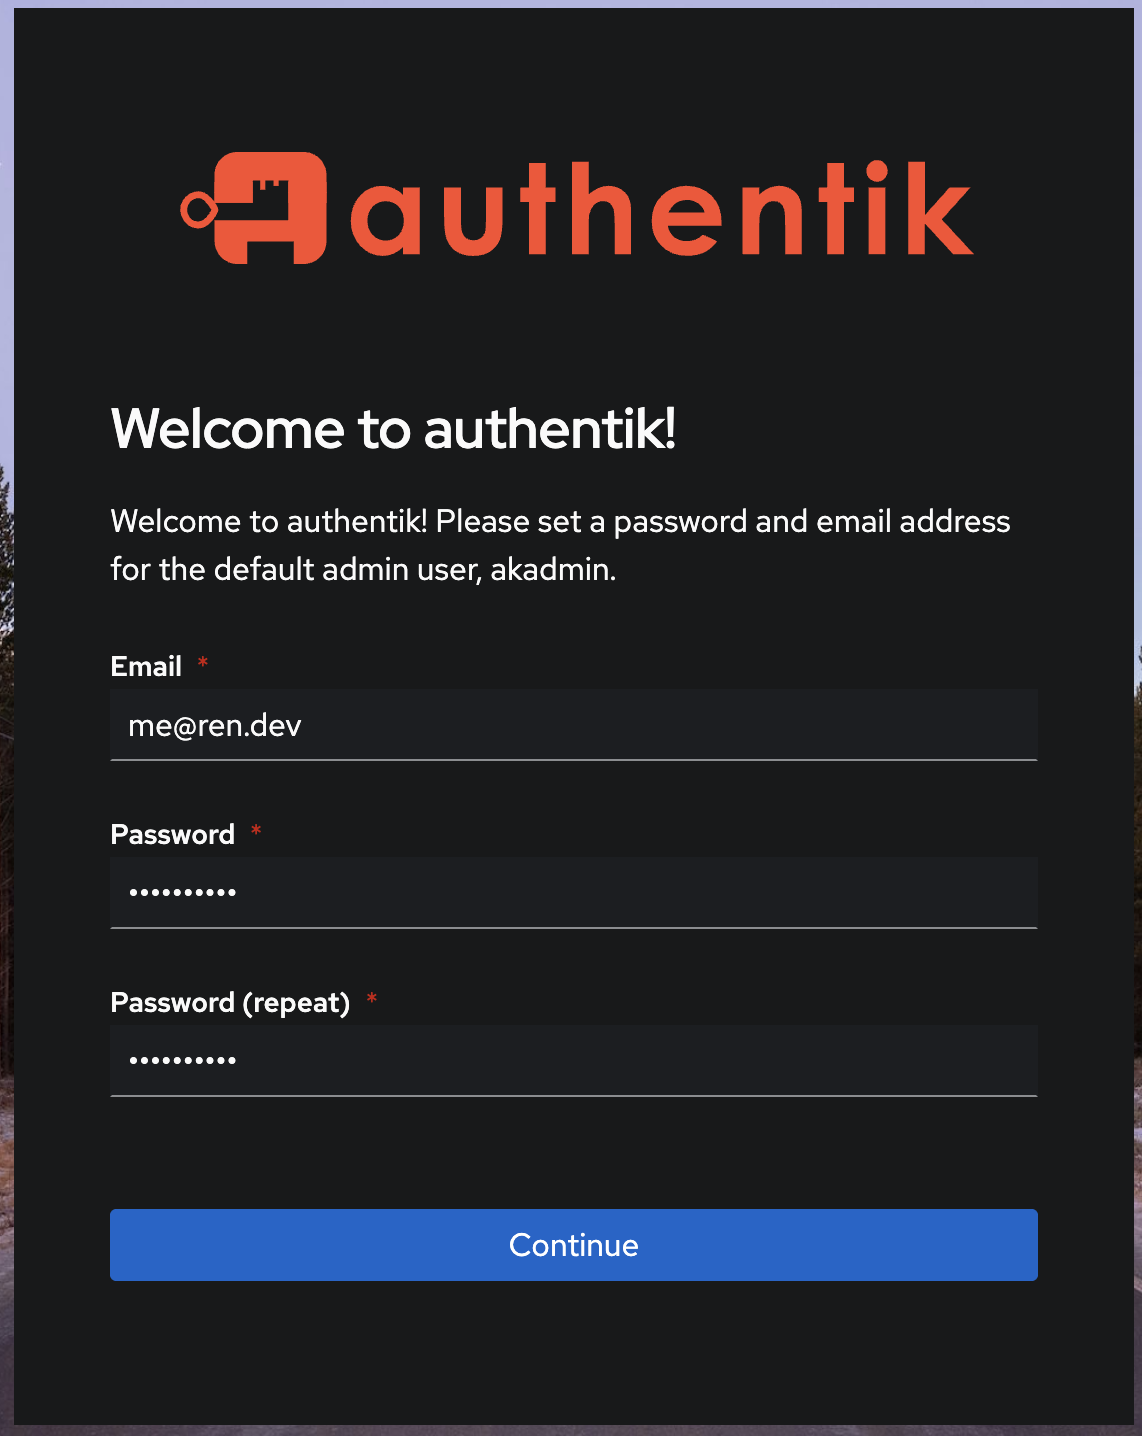 authentik
Welcome to authentik!
Welcome to authentik! Please set a password and email address
for the default admin user, akadmin.
Email *
me@ren.dev
Password *
••••••••••
Password (repeat) *
••••••••••
Continue